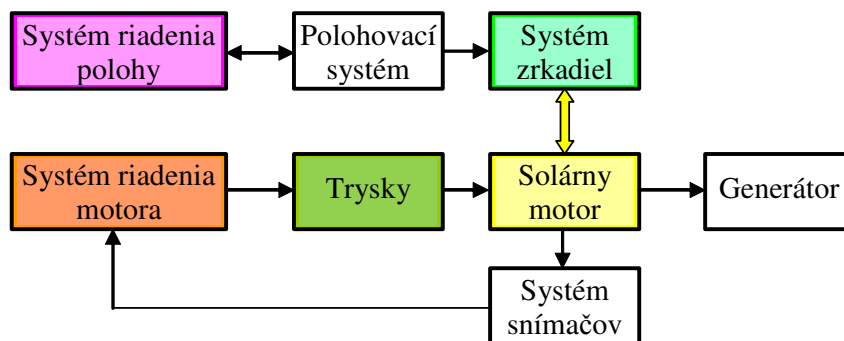 Systém riadenia
polohy
Polohovací
systém
Systém
zrkadiel
Systém riadenia
motora
Trysky
Solárny
motor
Generátor
Systém
snímačov